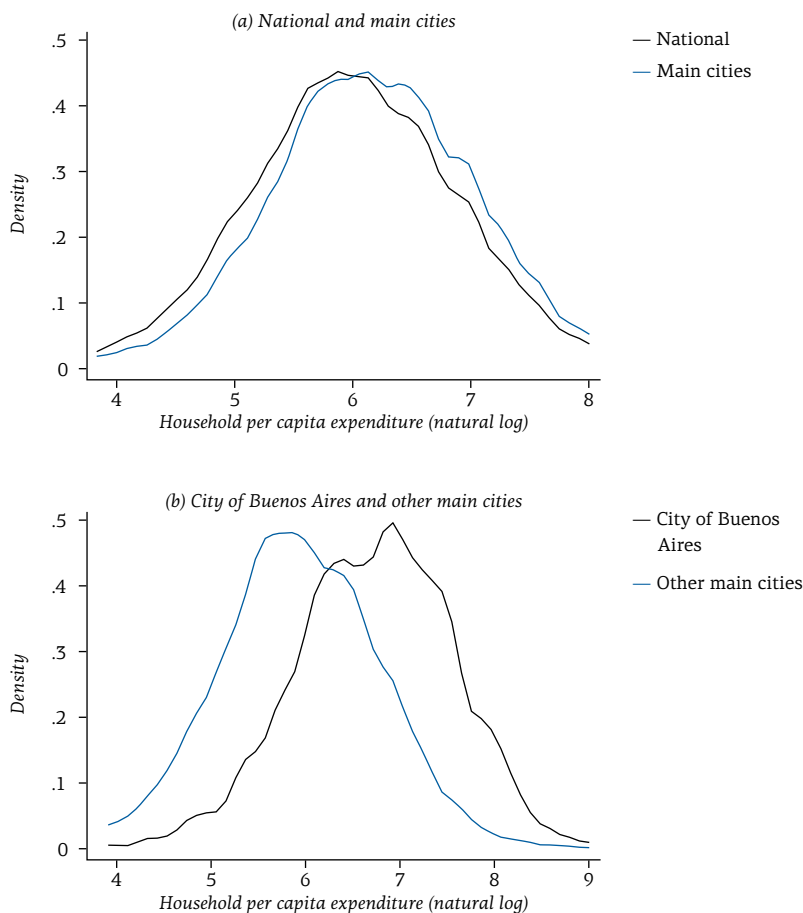 (a) National and main cities
.5
.4
.3
.2
.1
0
Density
4 5 6 7 8
Household per capita expenditure (natural log)
— National
— Main cities
(b) City of Buenos Aires and other main cities
.5
.4
.3
.2
.1
0
Density
4 5 6 7 8 9
Household per capita expenditure (natural log)
— City of Buenos
Aires
— Other main cities